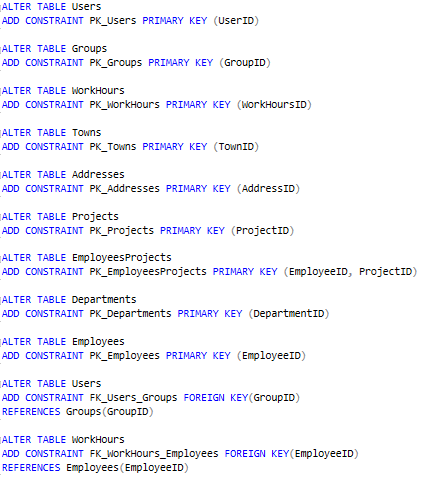 ALTER TABLE Users
ADD CONSTRAINT PK_Users PRIMARY KEY (UserID)
ALTER TABLE Groups
ADD CONSTRAINT PK_Groups PRIMARY KEY (GroupID)
ALTER TABLE WorkHours
ADD CONSTRAINT PK_WorkHours PRIMARY KEY (WorkHoursID)
ALTER TABLE Towns
ADD CONSTRAINT PK_Towns PRIMARY KEY (TownID)
ALTER TABLE Addresses
ADD CONSTRAINT PK_Addresses PRIMARY KEY (AddressID)
ALTER TABLE Projects
ADD CONSTRAINT PK_Projects PRIMARY KEY (ProjectID)
ALTER TABLE EmployeesProjects
ADD CONSTRAINT PK_EmployeesProjects PRIMARY KEY (EmployeeID, ProjectID)
ALTER TABLE Departments
ADD CONSTRAINT PK_Departments PRIMARY KEY (DepartmentID)
ALTER TABLE Employees
ADD CONSTRAINT PK_Employees PRIMARY KEY (EmployeeID)
ALTER TABLE Users
ADD CONSTRAINT FK_Users_Groups FOREIGN KEY(GroupID)
REFERENCES Groups(GroupID)
ALTER TABLE WorkHours
ADD CONSTRAINT FK_WorkHours_Employees FOREIGN KEY(EmployeeID)
REFERENCES Employees(EmployeeID)